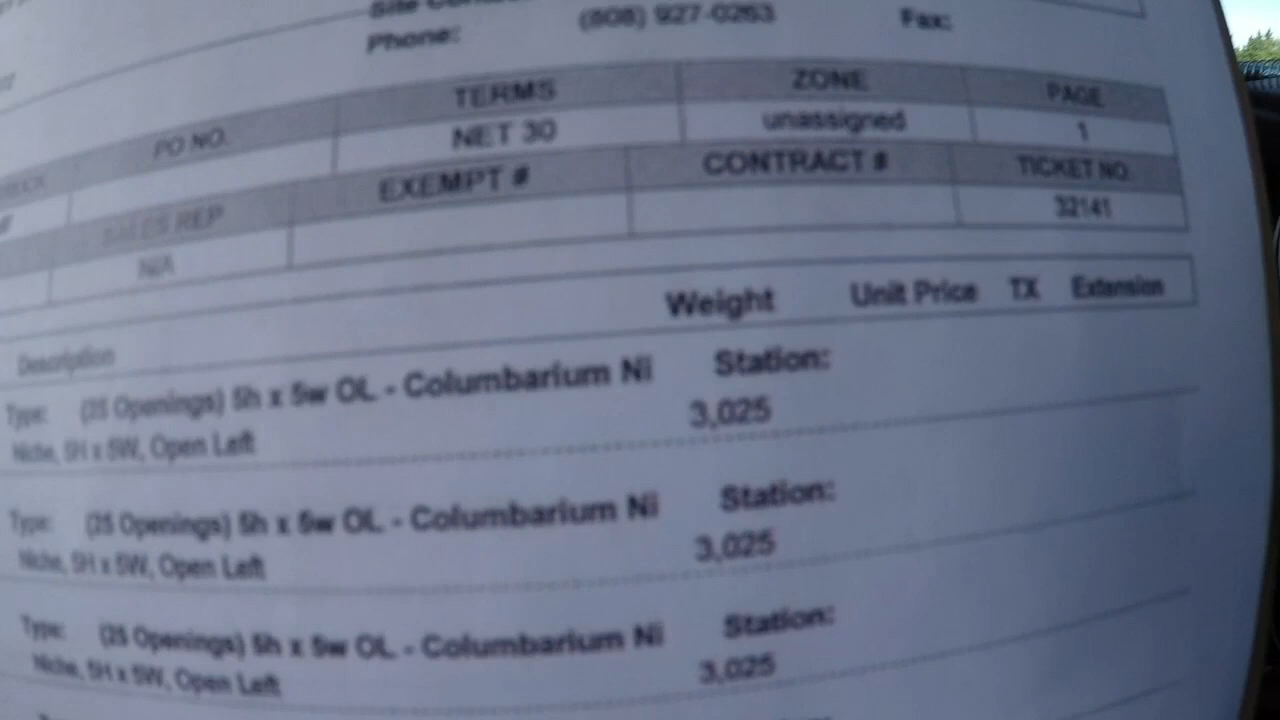 Phone: (808) 927-0263 Fax:
PO NO. TERMS ZONE PAGE
NET 30 unassigned 1
SALES REP EXEMPT # CONTRACT # TICKET NO.
N/A 32141
Description Weight Unit Price TX Extension
Type: (25 Openings) 5h x 5w OL - Columbarium Ni Station:
Niche, 5H x 5W, Open Left 3,025
Type: (25 Openings) 5h x 5w OL - Columbarium Ni Station:
Niche, 5H x 5W, Open Left 3,025
Type: (25 Openings) 5h x 5w OL - Columbarium Ni Station:
Niche, 5H x 5W, Open Left 3,025